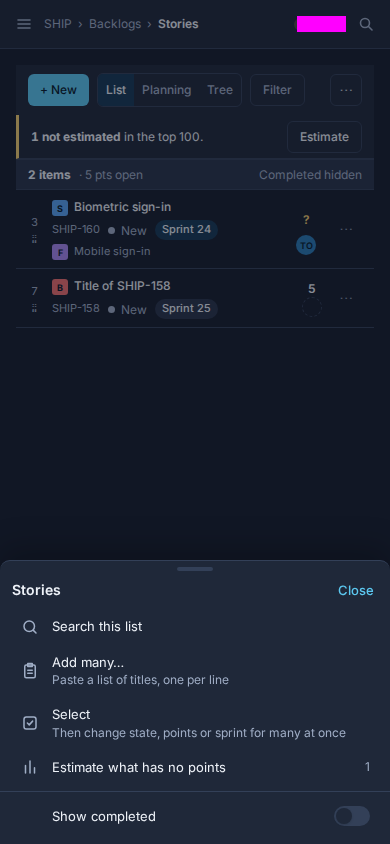 SHIP › Backlogs › Stories
+ New List Planning Tree Filter ...
1 not estimated in the top 100. Estimate
2 items · 5 pts open Completed hidden
3 S Biometric sign-in ?
SHIP-160 New Sprint 24 ...
F Mobile sign-in TO
7 B Title of SHIP-158 5
SHIP-158 New Sprint 25 ...
Stories Close
Search this list
Add many...
Paste a list of titles, one per line
Select
Then change state, points or sprint for many at once
Estimate what has no points 1
Show completed